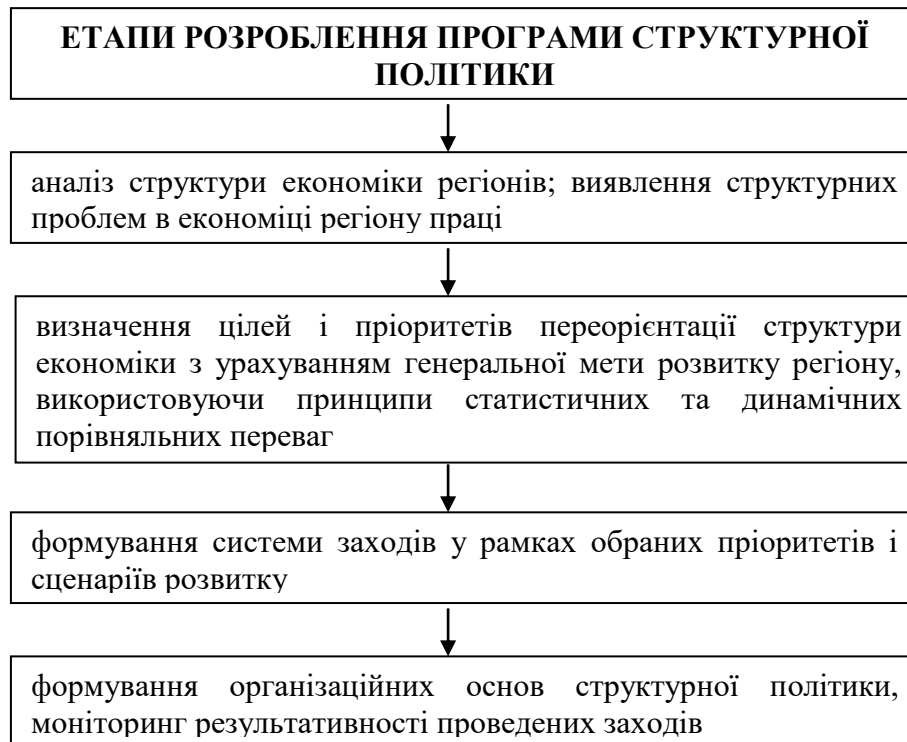 ЕТАПИ РОЗРОБЛЕННЯ ПРОГРАМИ СТРУКТУРНОЇ
ПОЛІТИКИ
аналіз структури економіки регіонів; виявлення структурних
проблем в економіці регіону праці
визначення цілей і пріоритетів переорієнтації структури
економіки з урахуванням генеральної мети розвитку регіону,
використовуючи принципи статистичних та динамічних
порівняльних переваг
формування системи заходів у рамках обраних пріоритетів і
сценаріїв розвитку
формування організаційних основ структурної політики,
моніторинг результативності проведених заходів